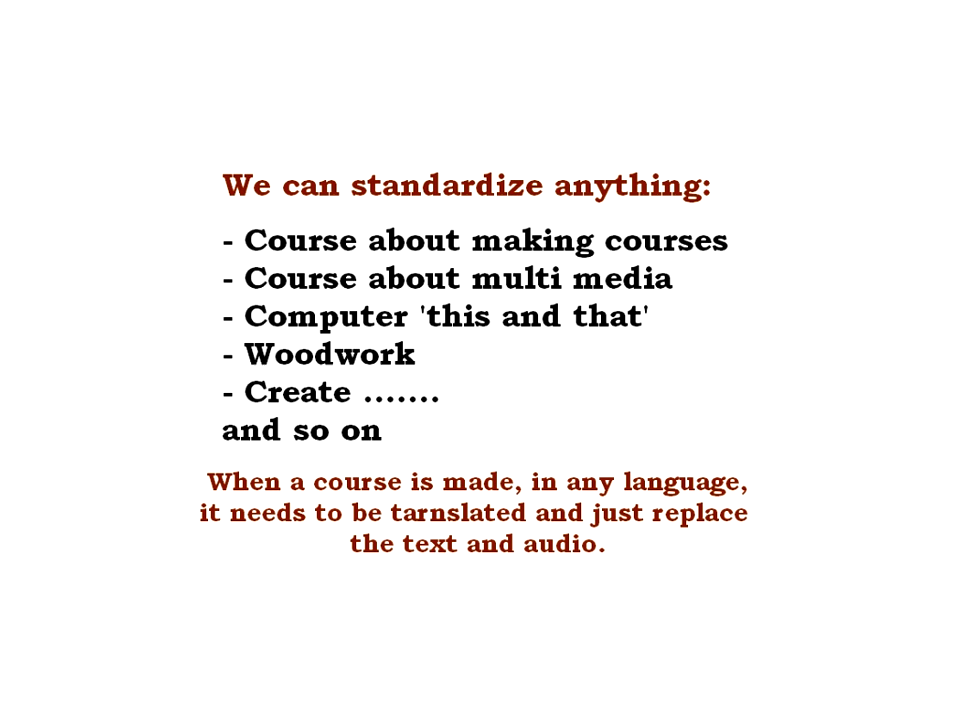 We can standardize anything:
- Course about making courses
- Course about multi media
- Computer 'this and that'
- Woodwork
- Create .......
and so on
When a course is made, in any language,
it needs to be tarnslated and just replace
the text and audio.